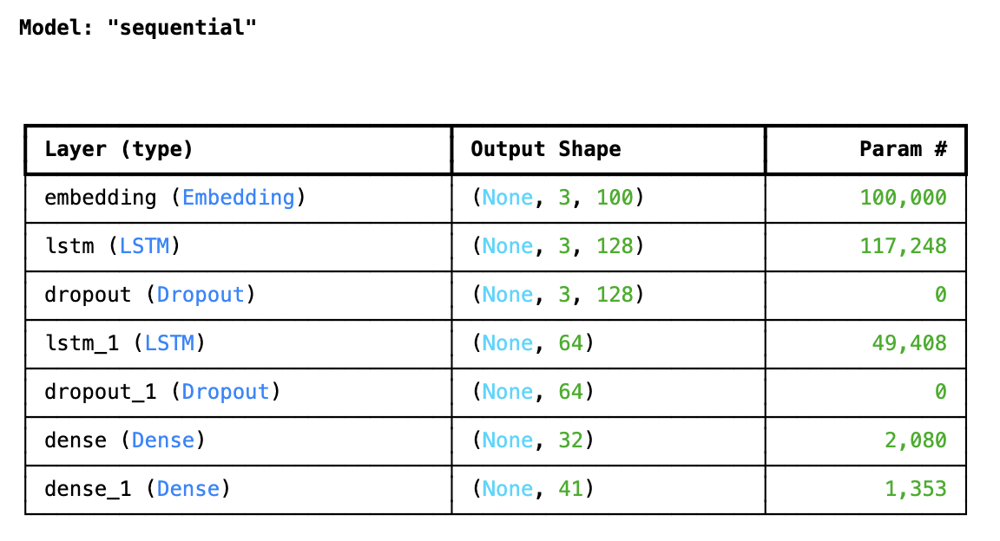 Model: "sequential"
Layer (type) Output Shape Param #
embedding (Embedding) (None, 3, 100) 100,000
lstm (LSTM) (None, 3, 128) 117,248
dropout (Dropout) (None, 3, 128) 0
lstm_1 (LSTM) (None, 64) 49,408
dropout_1 (Dropout) (None, 64) 0
dense (Dense) (None, 32) 2,080
dense_1 (Dense) (None, 41) 1,353